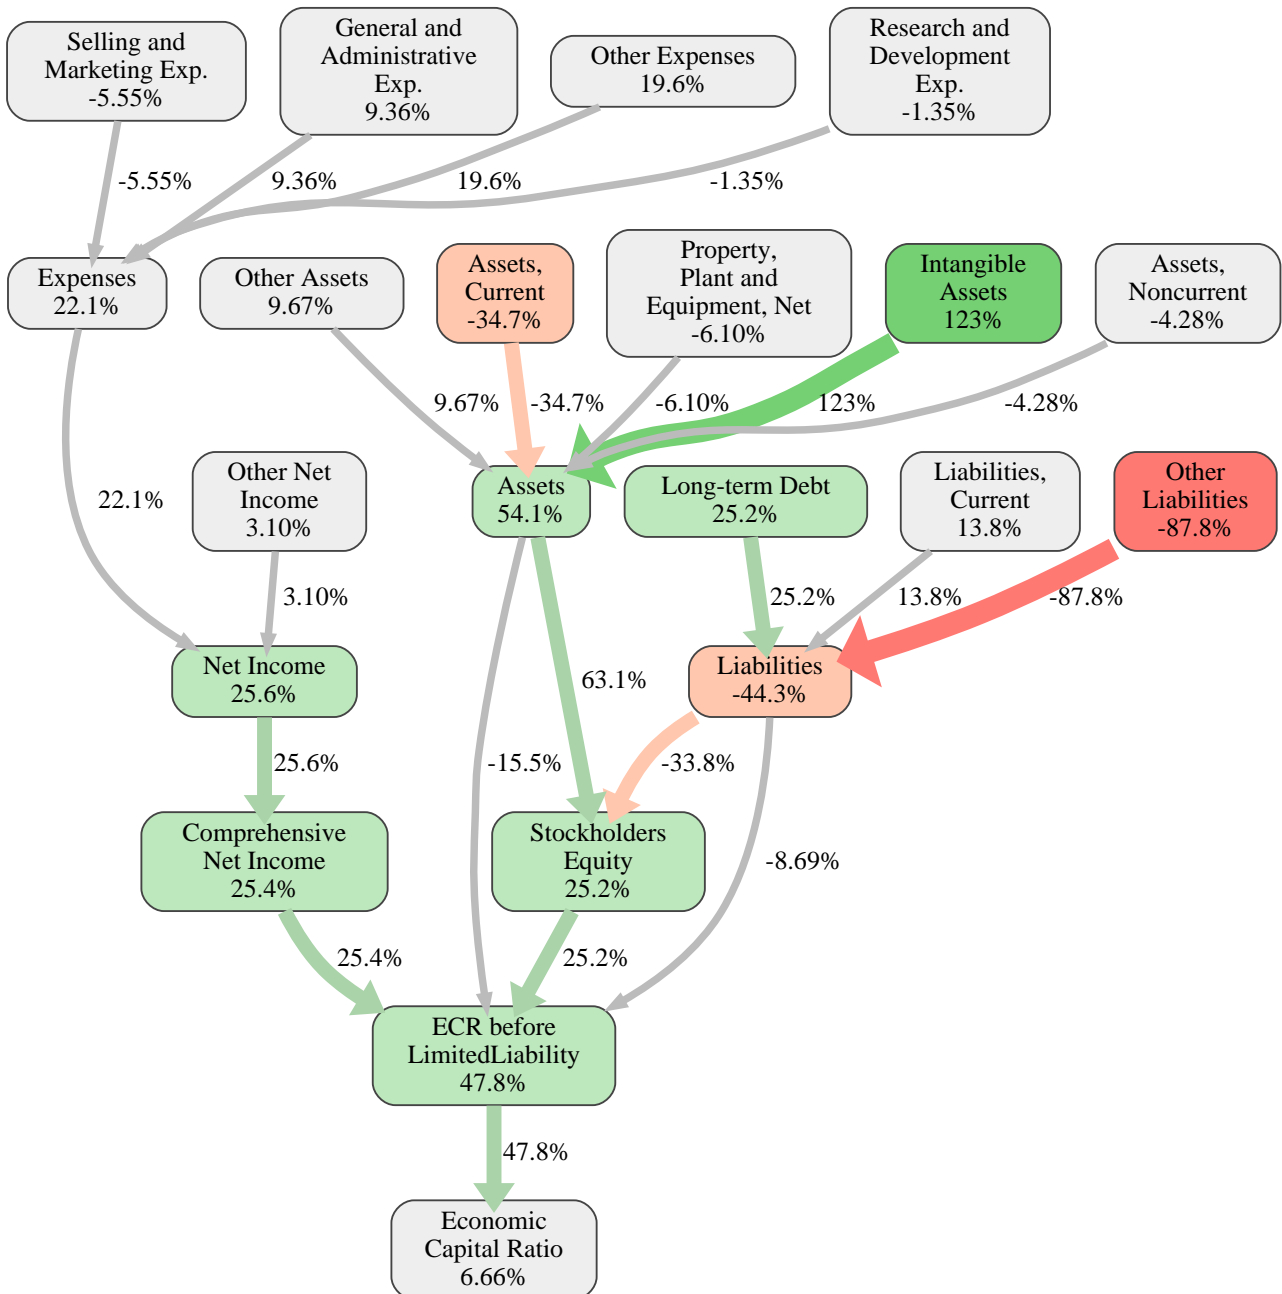 Selling and
Marketing Exp.
-5.55%
General and
Administrative
Exp.
9.36%
Other Expenses
19.6%
Research and
Development
Exp.
-1.35%
-5.55%
9.36%
19.6%
-1.35%
Expenses
22.1%
Other Assets
9.67%
Assets,
Current
-34.7%
Property,
Plant and
Equipment, Net
-6.10%
Intangible
Assets
123%
Assets,
Noncurrent
-4.28%
9.67%
-34.7%
-6.10%
123%
-4.28%
22.1%
Other Net
Income
3.10%
Assets
54.1%
Long-term Debt
25.2%
Liabilities,
Current
13.8%
Other
Liabilities
-87.8%
3.10%
25.2%
13.8%
-87.8%
Net Income
25.6%
63.1%
Liabilities
-44.3%
25.6%
-15.5%
-33.8%
Comprehensive
Net Income
25.4%
Stockholders
Equity
25.2%
-8.69%
25.4%
25.2%
ECR before
LimitedLiability
47.8%
47.8%
Economic
Capital Ratio
6.66%